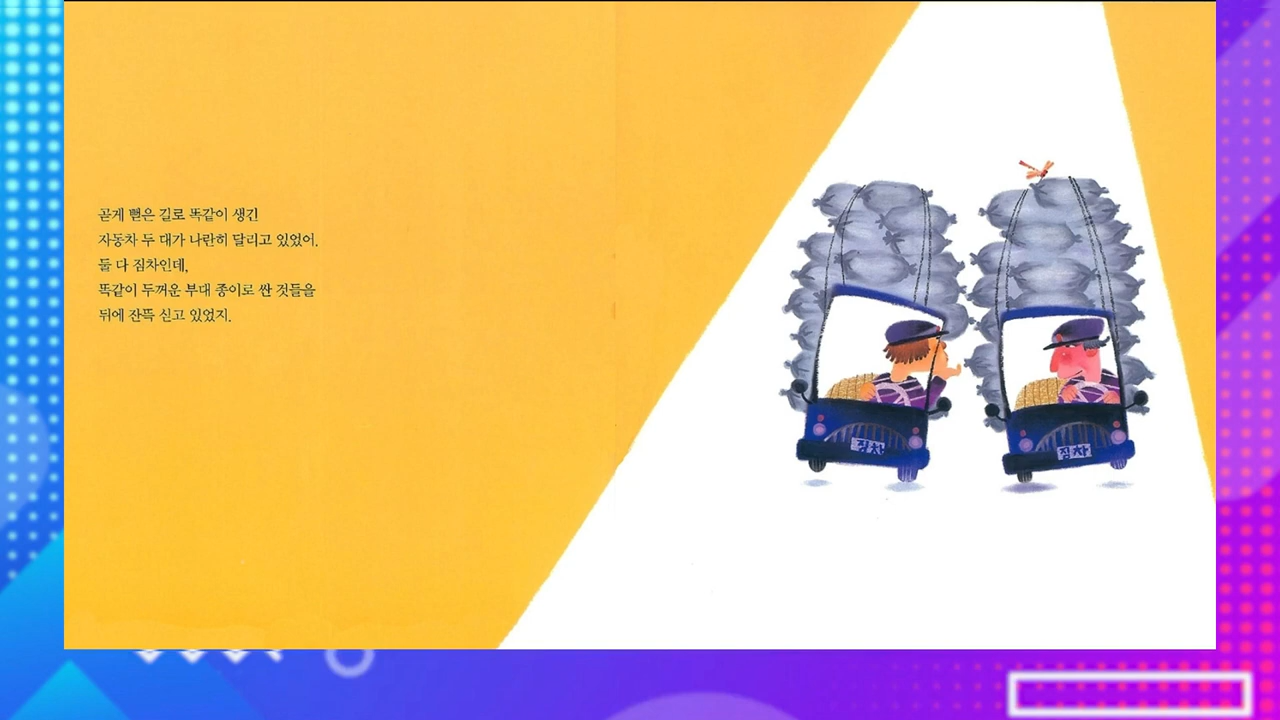 곧게 뻗은 길로 똑같이 생긴
자동차 두 대가 나란히 달리고 있었어.
둘 다 짐차인데,
똑같이 두꺼운 부대 종이로 싼 것들을
뒤에 잔뜩 싣고 있었지.
짐차
짐차